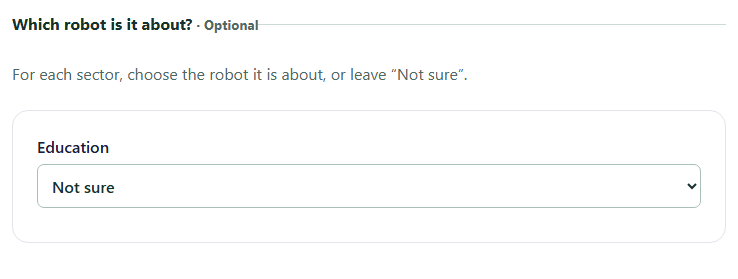 Which robot is it about? · Optional
For each sector, choose the robot it is about, or leave “Not sure”.
Education
Not sure